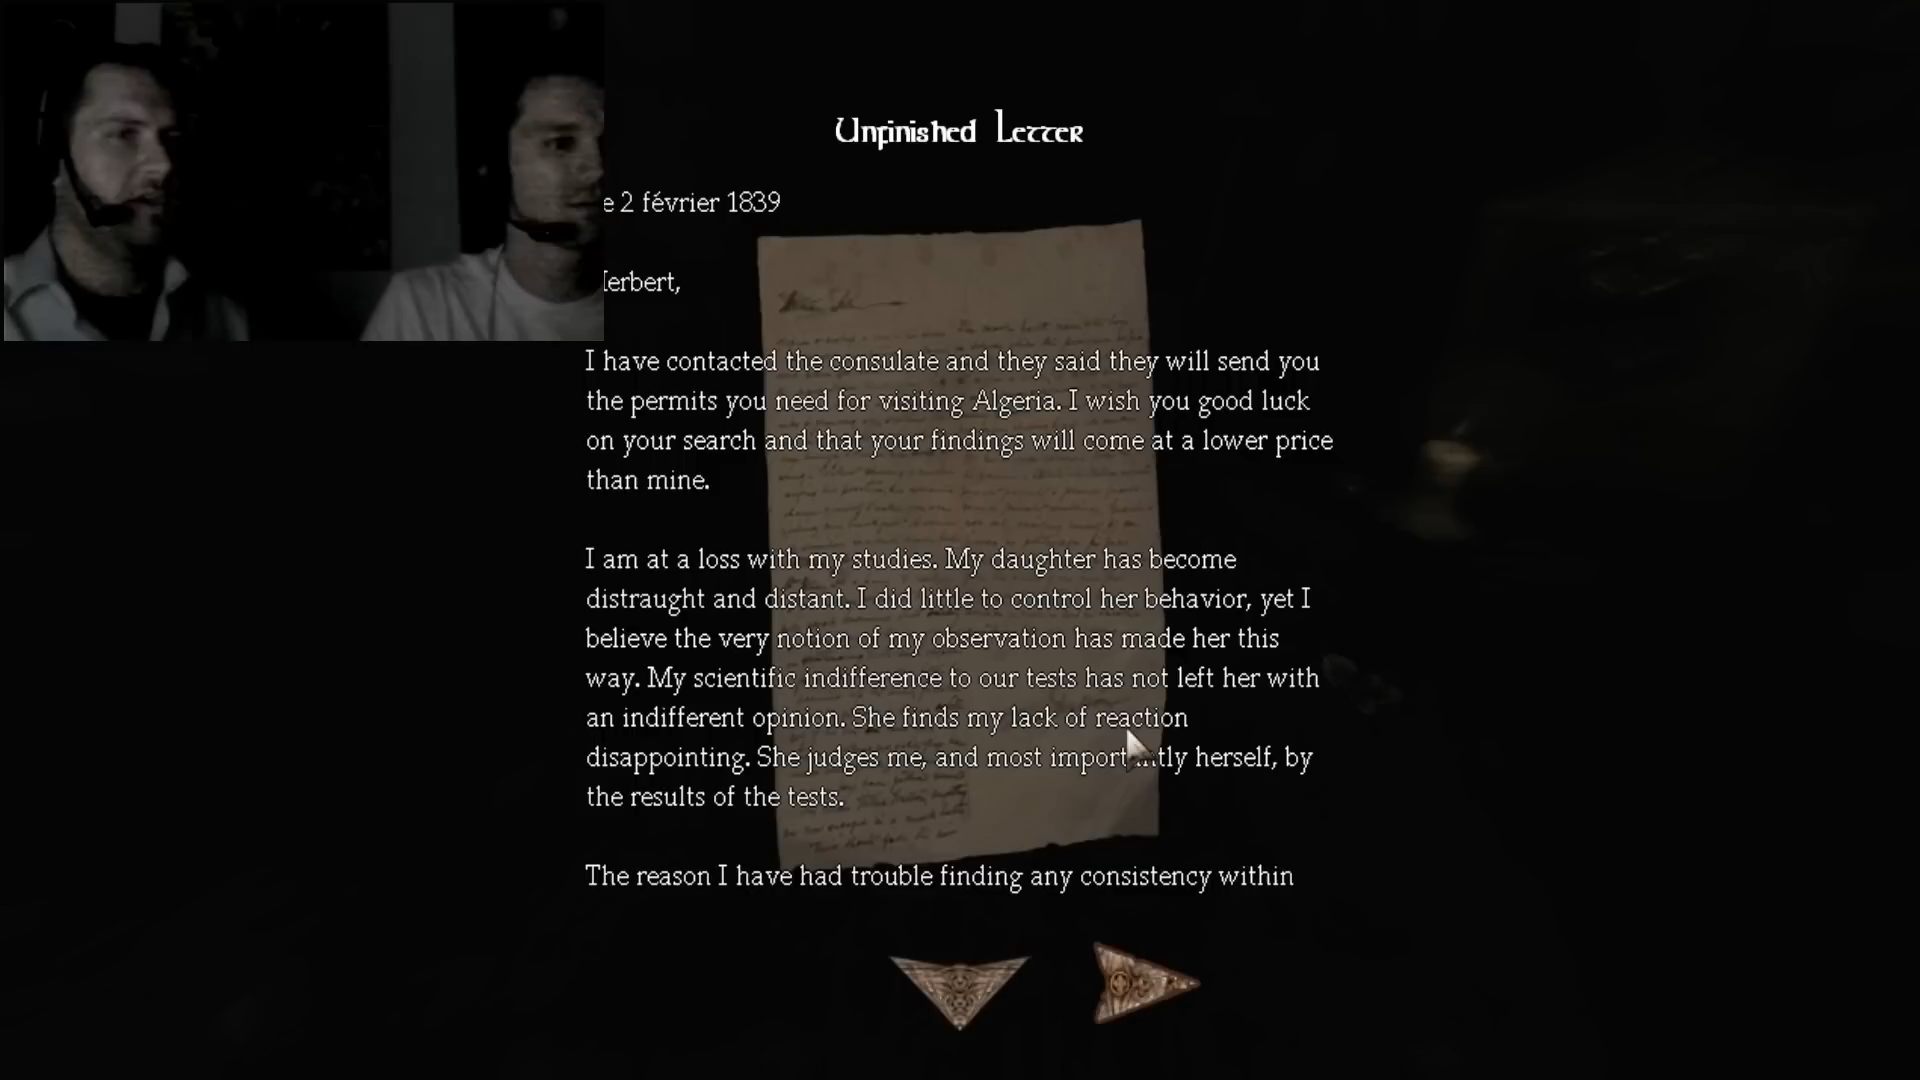 Unfinished Letter
e 2 février 1839
erbert,
I have contacted the consulate and they said they will send you
the permits you need for visiting Algeria. I wish you good luck
on your search and that your findings will come at a lower price
than mine.
I am at a loss with my studies. My daughter has become
distraught and distant. I did little to control her behavior, yet I
believe the very notion of my observation has made her this
way. My scientific indifference to our tests has not left her with
an indifferent opinion. She finds my lack of reaction
disappointing. She judges me, and most importantly herself, by
the results of the tests.
The reason I have had trouble finding any consistency within